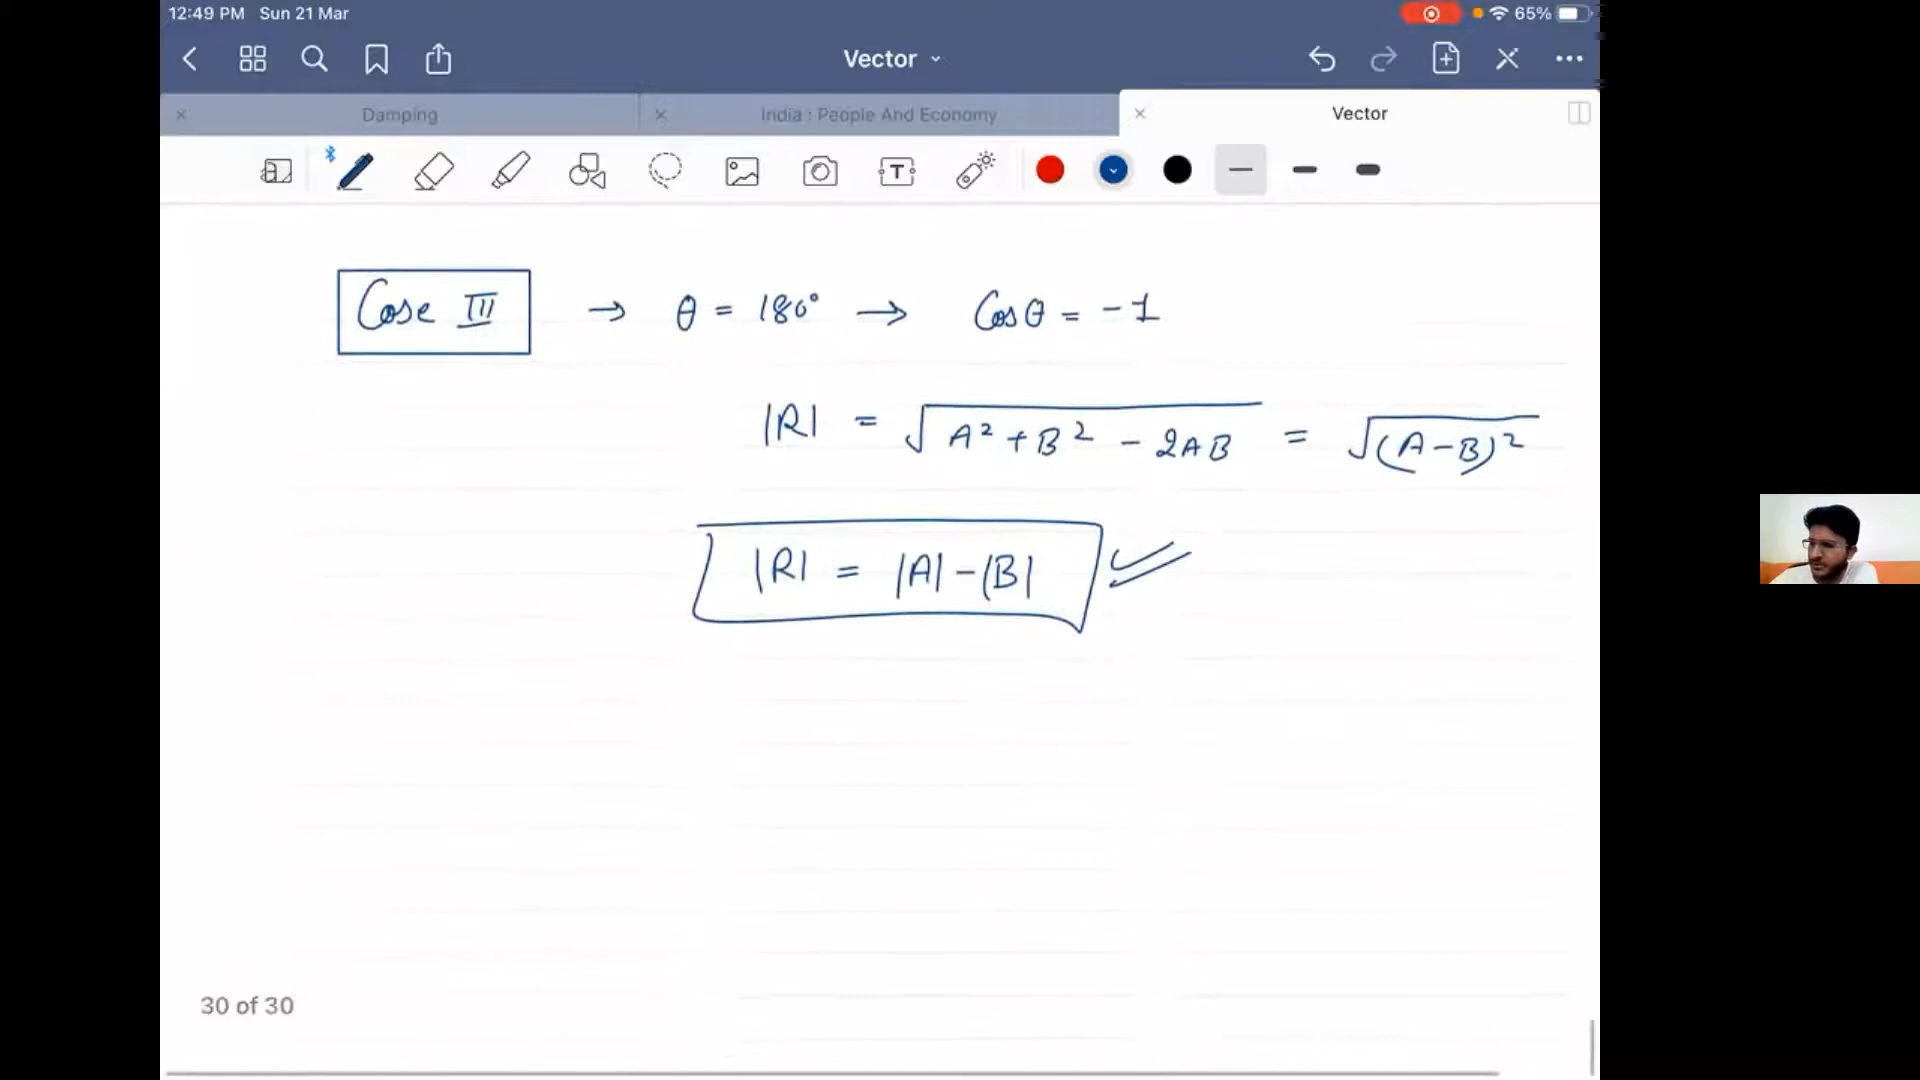 12:49 PM Sun 21 Mar 65%
Vector
Damping India : People And Economy Vector
Case III → θ = 180° → Cosθ = -1
|R| = √A² + B² - 2AB = √(A-B)²
|R| = |A| - |B|
30 of 30